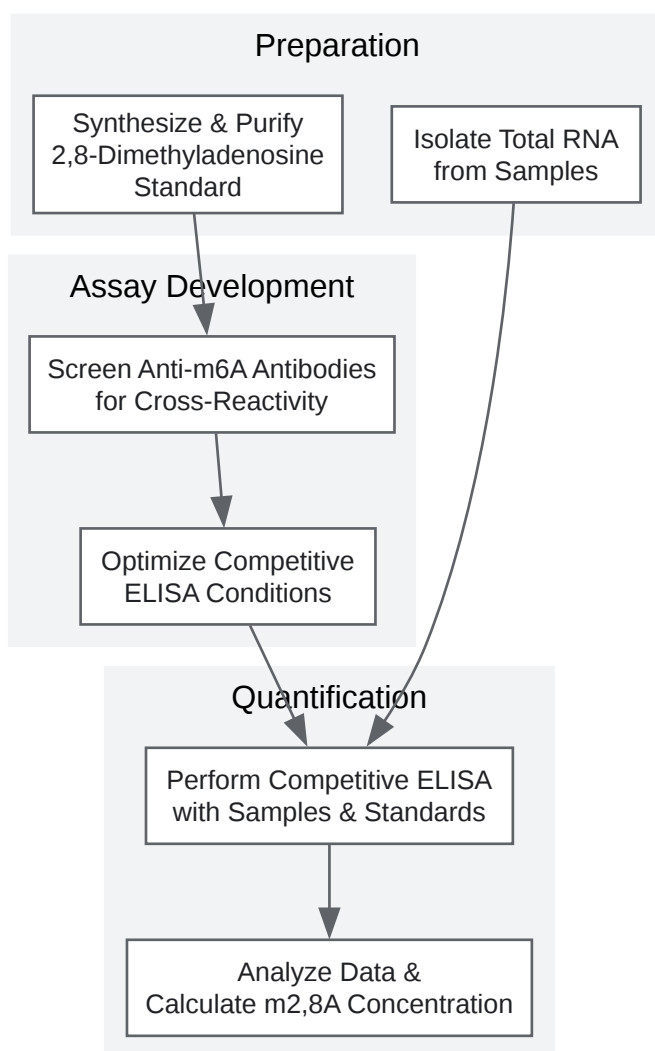 Preparation
Synthesize & Purify
2,8-Dimethyladenosine
Standard
Isolate Total RNA
from Samples
Assay Development
Screen Anti-m6A Antibodies
for Cross-Reactivity
Optimize Competitive
ELISA Conditions
Quantification
Perform Competitive ELISA
with Samples & Standards
Analyze Data &
Calculate m2,8A Concentration